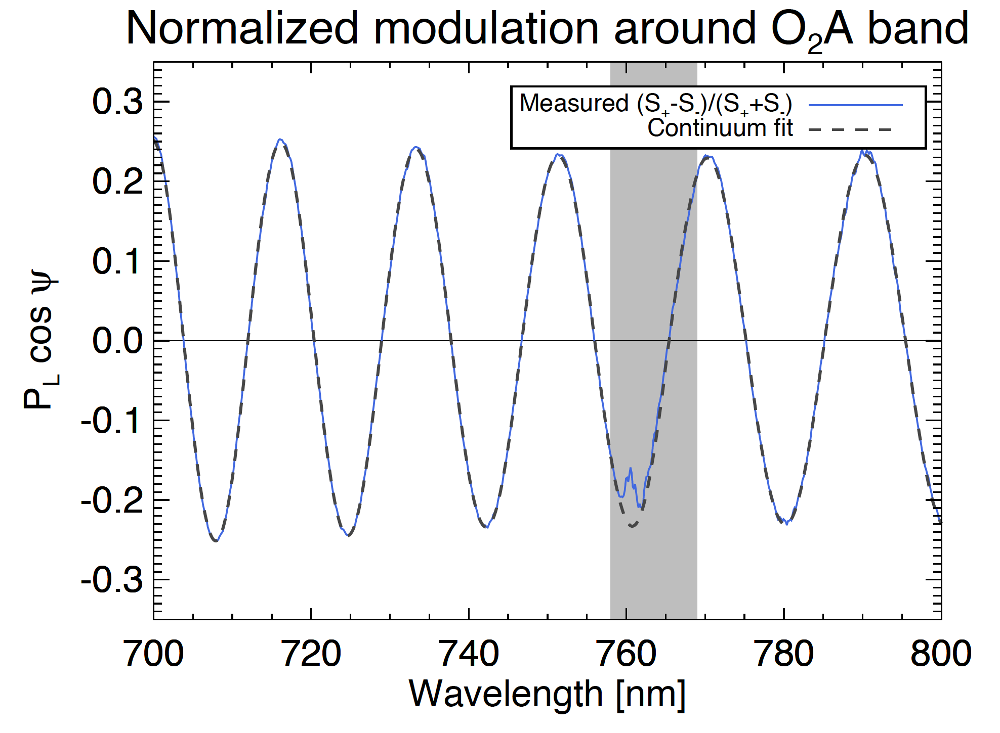 Normalized modulation around O₂A band
Measured (S₊-S₋)/(S₊+S₋)
Continuum fit
0.3
0.2
0.1
0.0
-0.1
-0.2
-0.3
P_L cos ψ
700 720 740 760 780 800
Wavelength [nm]